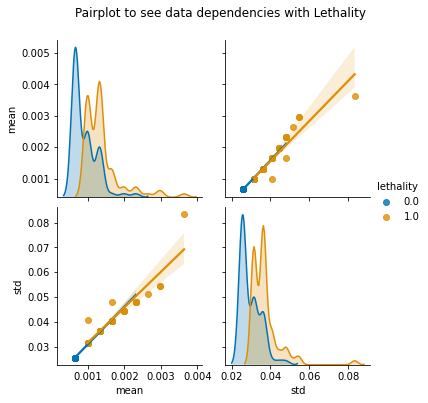 Pairplot to see data dependencies with Lethality
0.005
0.004
0.003
0.002
0.001
mean
lethality
0.0
1.0
0.08
0.07
0.06
0.05
0.04
0.03
std
0.001 0.002 0.003 0.004
mean
0.02 0.04 0.06 0.08
std